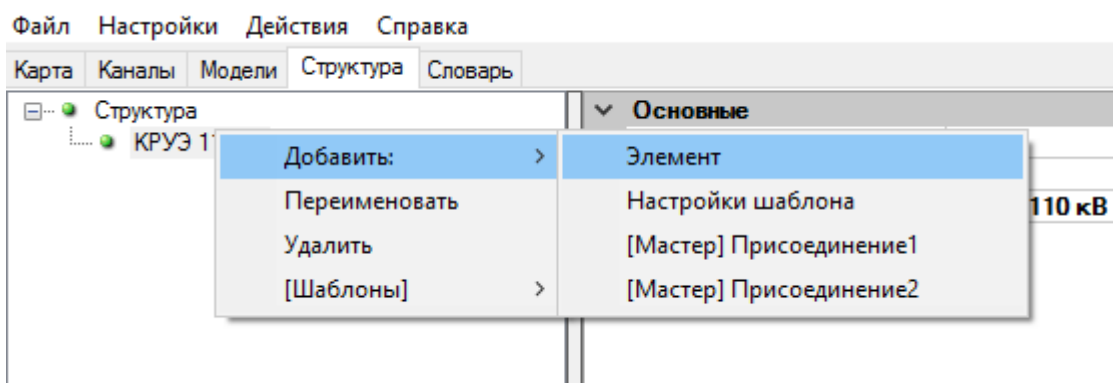 Файл Настройки Действия Справка
Карта Каналы Модели Структура Словарь
Структура
Основные
КРУЭ
Добавить: >
Элемент
Переименовать
Настройки шаблона
110 кВ
Удалить
[Мастер] Присоединение1
[Шаблоны] >
[Мастер] Присоединение2